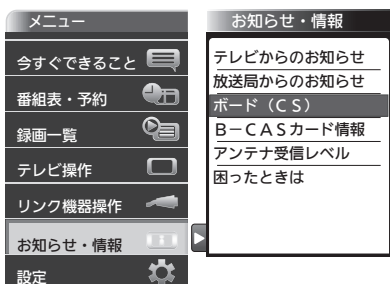 メニュー
今すぐできること
番組表・予約
録画一覧
テレビ操作
リンク機器操作
お知らせ・情報
設定
お知らせ・情報
テレビからのお知らせ
放送局からのお知らせ
ボード（ＣＳ）
Ｂ－ＣＡＳカード情報
アンテナ受信レベル
困ったときは